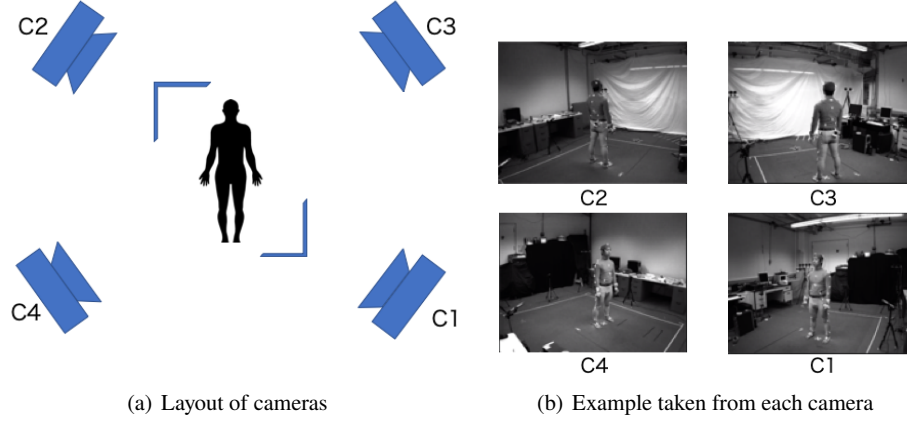 C2
C3
C4
C1
C2
C3
C4
C1
(a) Layout of cameras
(b) Example taken from each camera